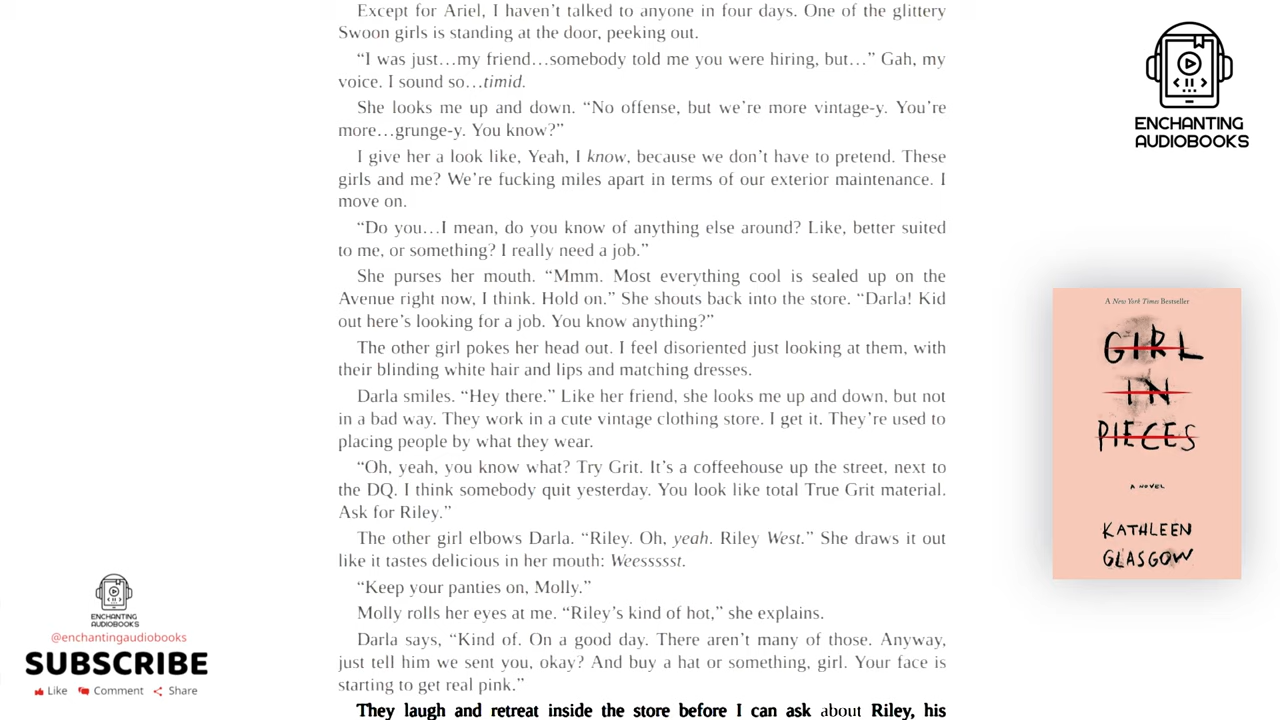 Except for Ariel, I haven’t talked to anyone in four days. One of the glittery
Swoon girls is standing at the door, peeking out.
“I was just…my friend…somebody told me you were hiring, but…” Gah, my
voice. I sound so…timid.
She looks me up and down. “No offense, but we’re more vintage-y. You’re
more…grunge-y. You know?”
I give her a look like, Yeah, I know, because we don’t have to pretend. These
girls and me? We’re fucking miles apart in terms of our exterior maintenance. I
move on.
“Do you…I mean, do you know of anything else around? Like, better suited
to me, or something? I really need a job.”
She purses her mouth. “Mmm. Most everything cool is sealed up on the
Avenue right now, I think. Hold on.” She shouts back into the store. “Darla! Kid
out here’s looking for a job. You know anything?”
The other girl pokes her head out. I feel disoriented just looking at them, with
their blinding white hair and lips and matching dresses.
Darla smiles. “Hey there.” Like her friend, she looks me up and down, but not
in a bad way. They work in a cute vintage clothing store. I get it. They’re used to
placing people by what they wear.
“Oh, yeah, you know what? Try Grit. It’s a coffeehouse up the street, next to
the DQ. I think somebody quit yesterday. You look like total True Grit material.
Ask for Riley.”
The other girl elbows Darla. “Riley. Oh, yeah. Riley West.” She draws it out
like it tastes delicious in her mouth: Weessssst.
“Keep your panties on, Molly.”
Molly rolls her eyes at me. “Riley’s kind of hot,” she explains.
Darla says, “Kind of. On a good day. There aren’t many of those. Anyway,
just tell him we sent you, okay? And buy a hat or something, girl. Your face is
starting to get real pink.”
They laugh and retreat inside the store before I can ask about Riley, his
ENCHANTING
AUDIOBOOKS
A New York Times Bestseller
GIRL
IN
PIECES
A NOVEL
KATHLEEN
GLASGOW
ENCHANTING
AUDIOBOOKS
@enchantingaudiobooks
SUBSCRIBE
Like Comment Share